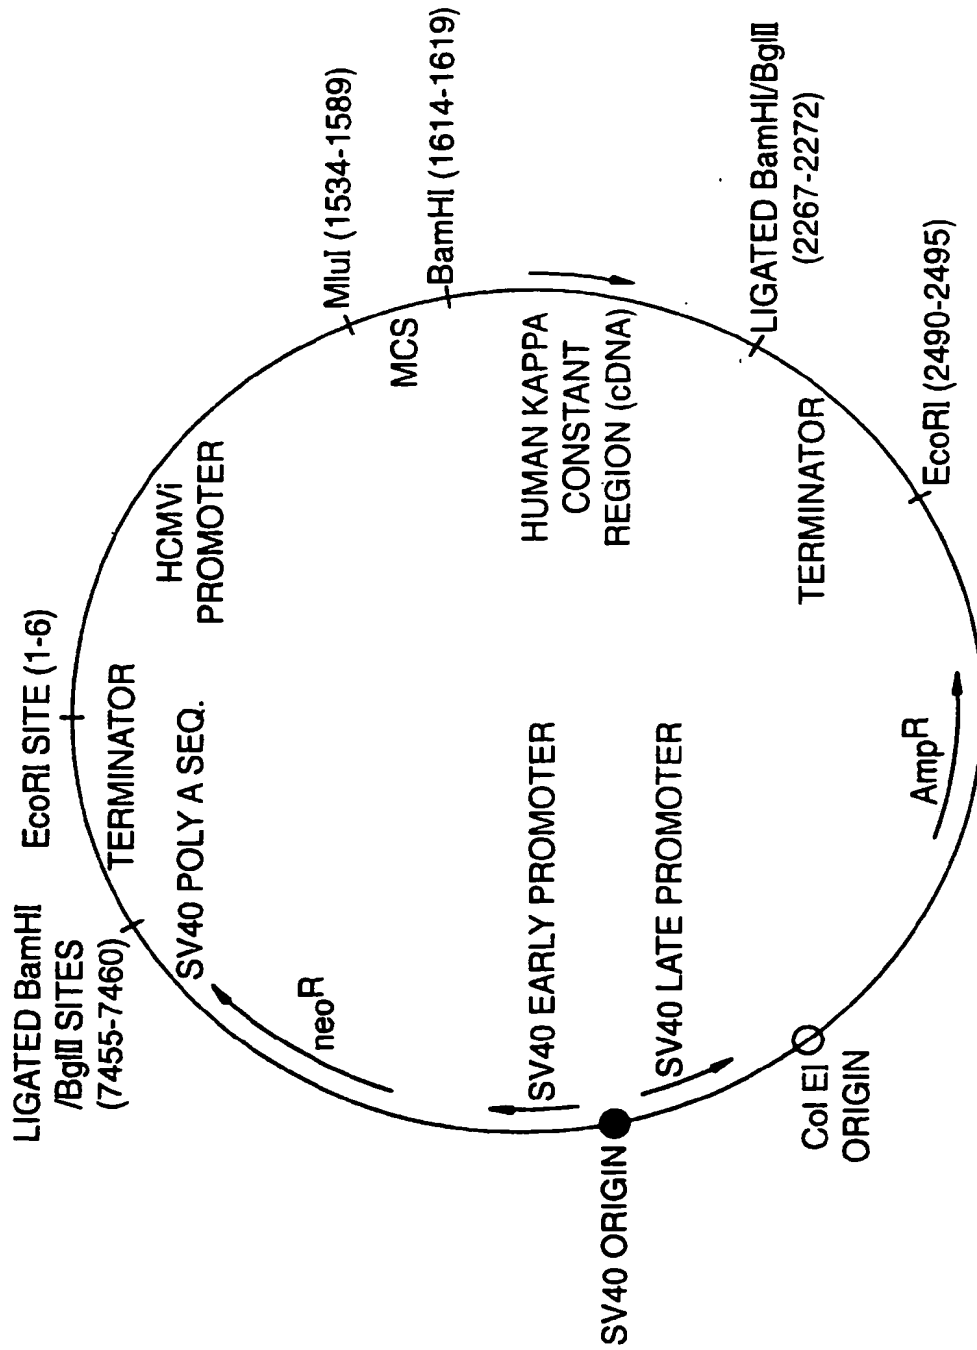 LIGATED BamHI
/BglII SITES
(7455-7460)
EcoRI SITE (1-6)
TERMINATOR
SV40 POLY A SEQ.
HCMVi
PROMOTER
MluI (1534-1589)
MCS
BamHI (1614-1619)
HUMAN KAPPA
CONSTANT
REGION (cDNA)
LIGATED BamHI/BglII
(2267-2272)
TERMINATOR
EcoRI (2490-2495)
AmpR
Col EI
ORIGIN
SV40 LATE PROMOTER
SV40 ORIGIN
SV40 EARLY PROMOTER
neoR